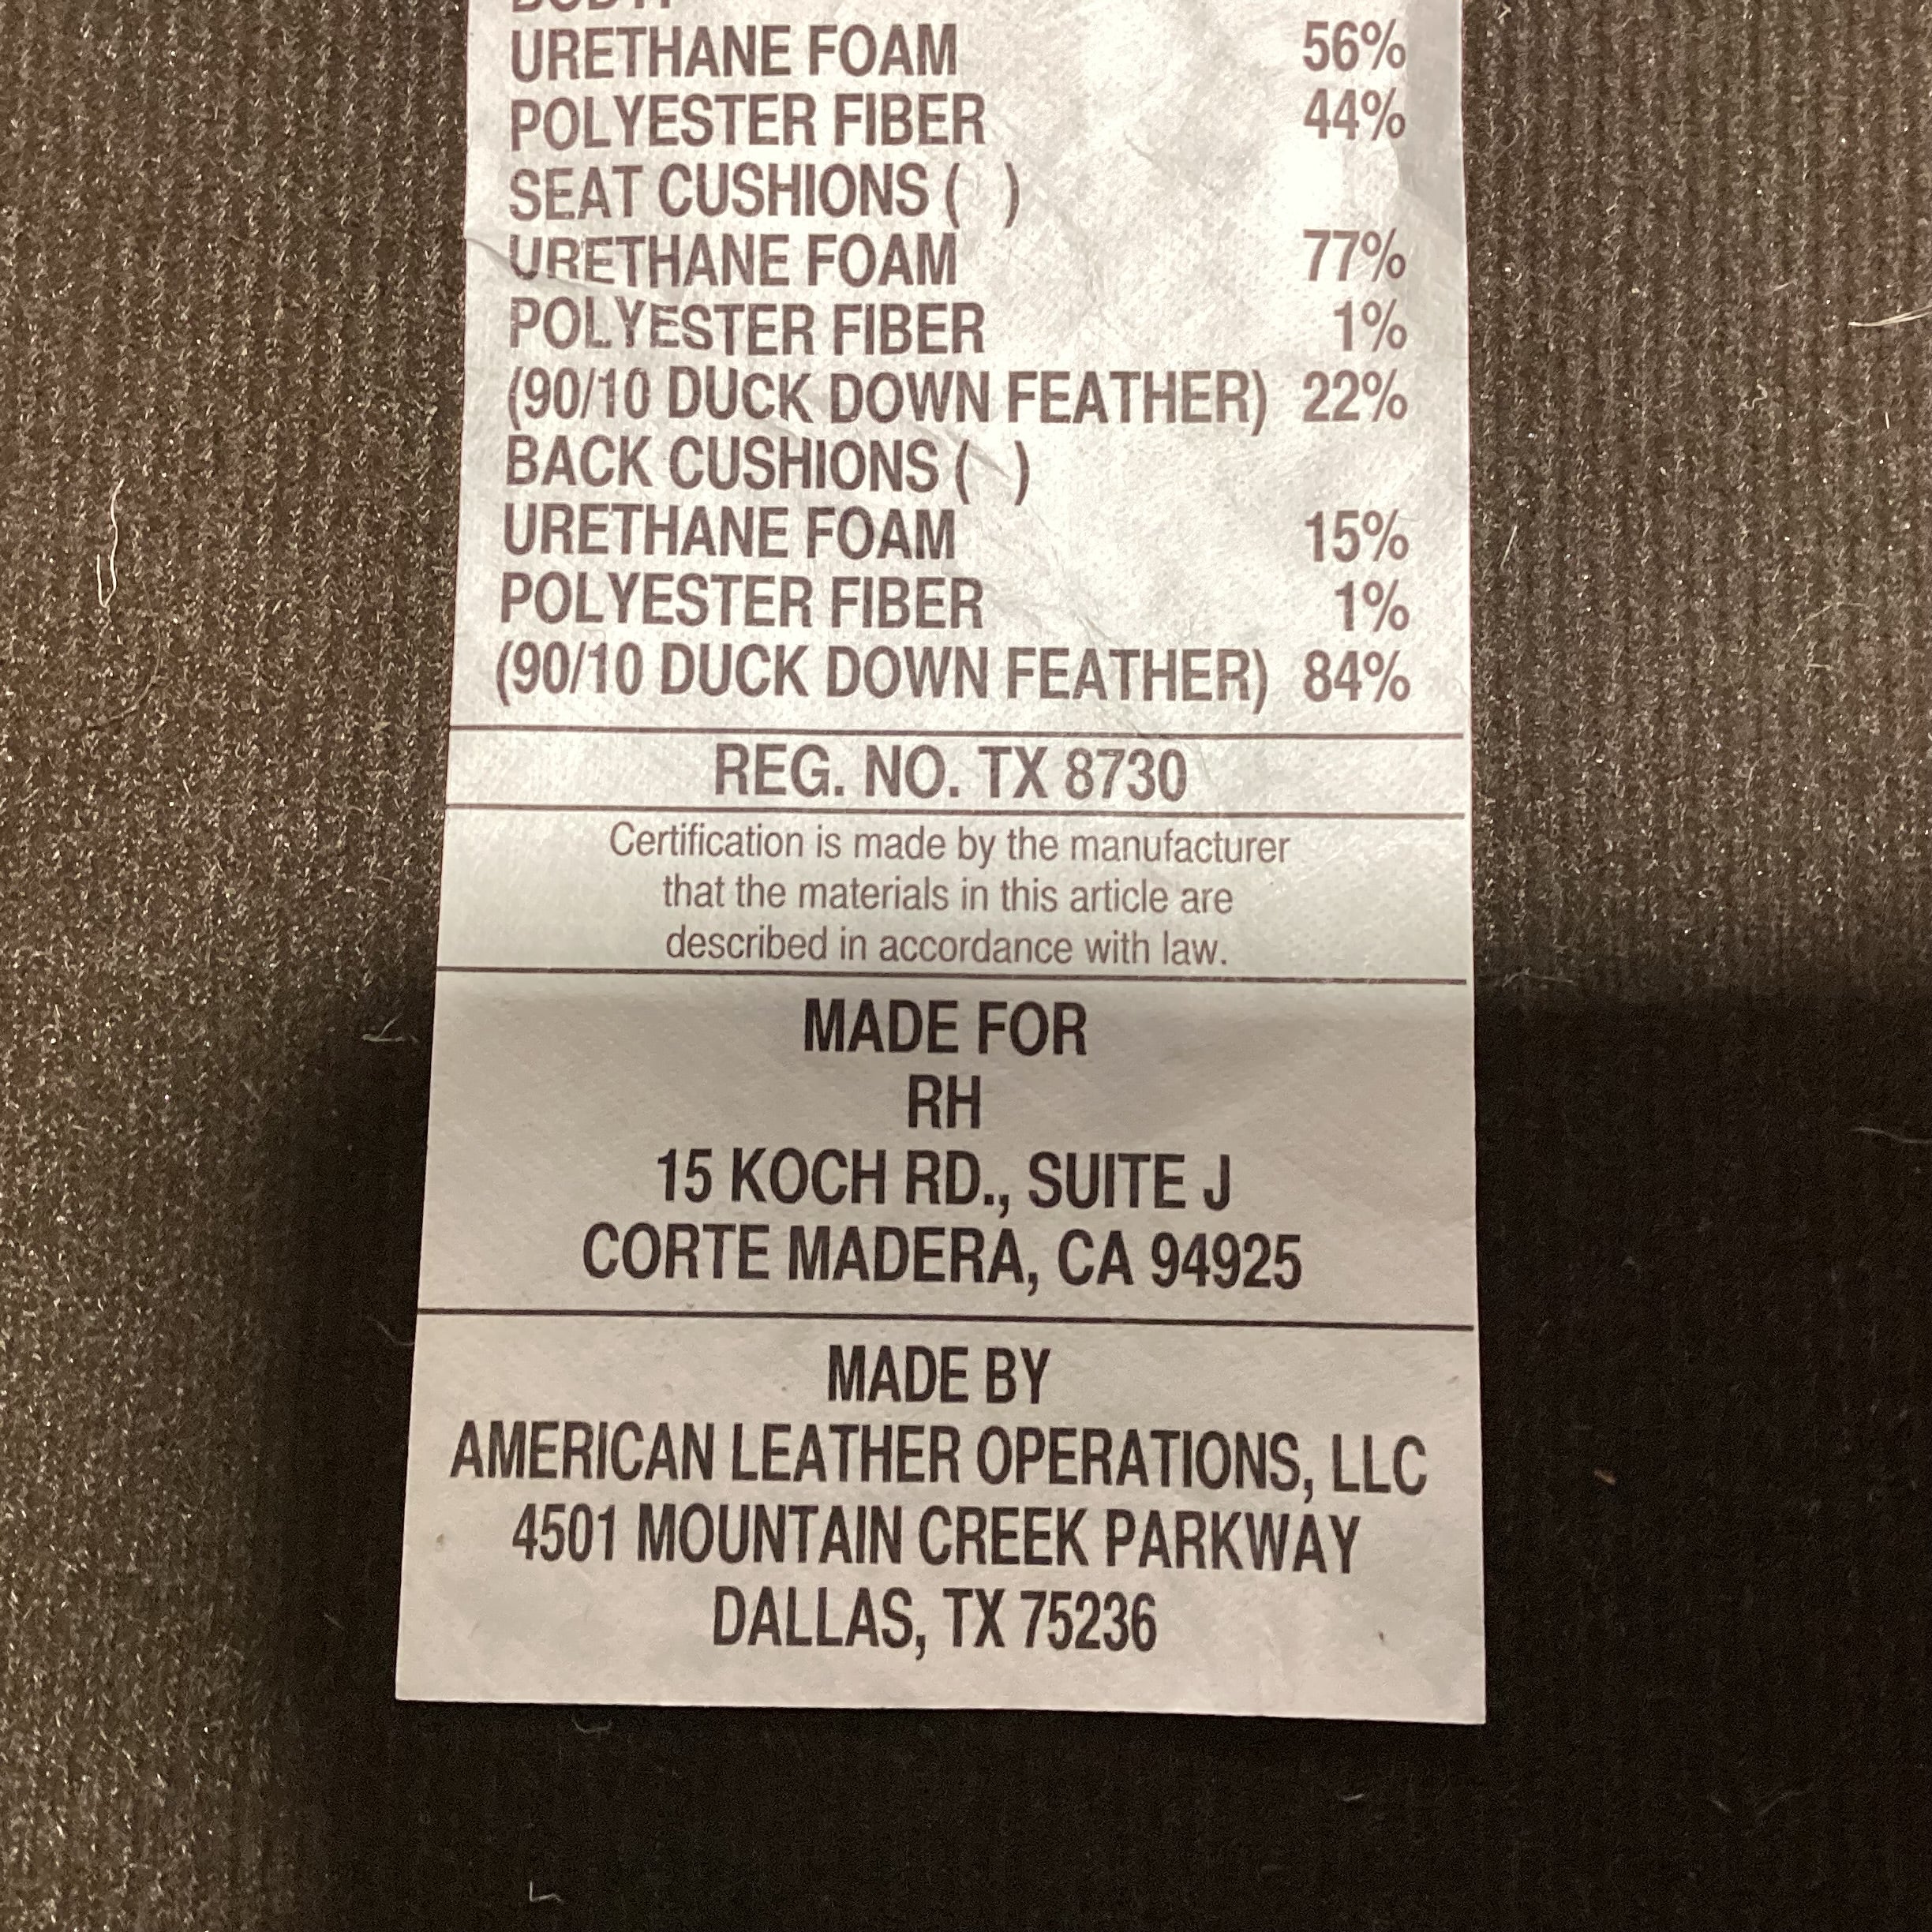 URETHANE FOAM 56%
POLYESTER FIBER 44%
SEAT CUSHIONS ( )
URETHANE FOAM 77%
POLYESTER FIBER 1%
(90/10 DUCK DOWN FEATHER) 22%
BACK CUSHIONS ( )
URETHANE FOAM 15%
POLYESTER FIBER 1%
(90/10 DUCK DOWN FEATHER) 84%
REG. NO. TX 8730
Certification is made by the manufacturer
that the materials in this article are
described in accordance with law.
MADE FOR
RH
15 KOCH RD., SUITE J
CORTE MADERA, CA 94925
MADE BY
AMERICAN LEATHER OPERATIONS, LLC
4501 MOUNTAIN CREEK PARKWAY
DALLAS, TX 75236